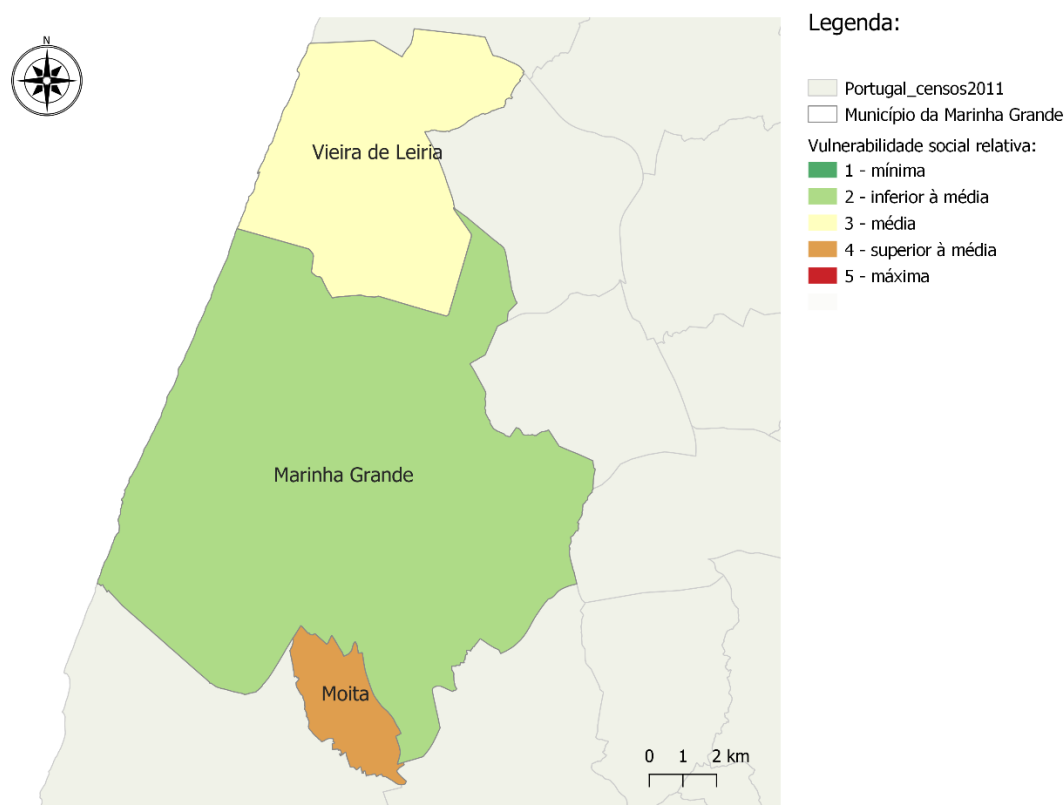 N
Vieira de Leiria
Marinha Grande
Moita
0 1 2 km
Legenda:
Portugal_censos2011
Município da Marinha Grande
Vulnerabilidade social relativa:
1 - mínima
2 - inferior à média
3 - média
4 - superior à média
5 - máxima